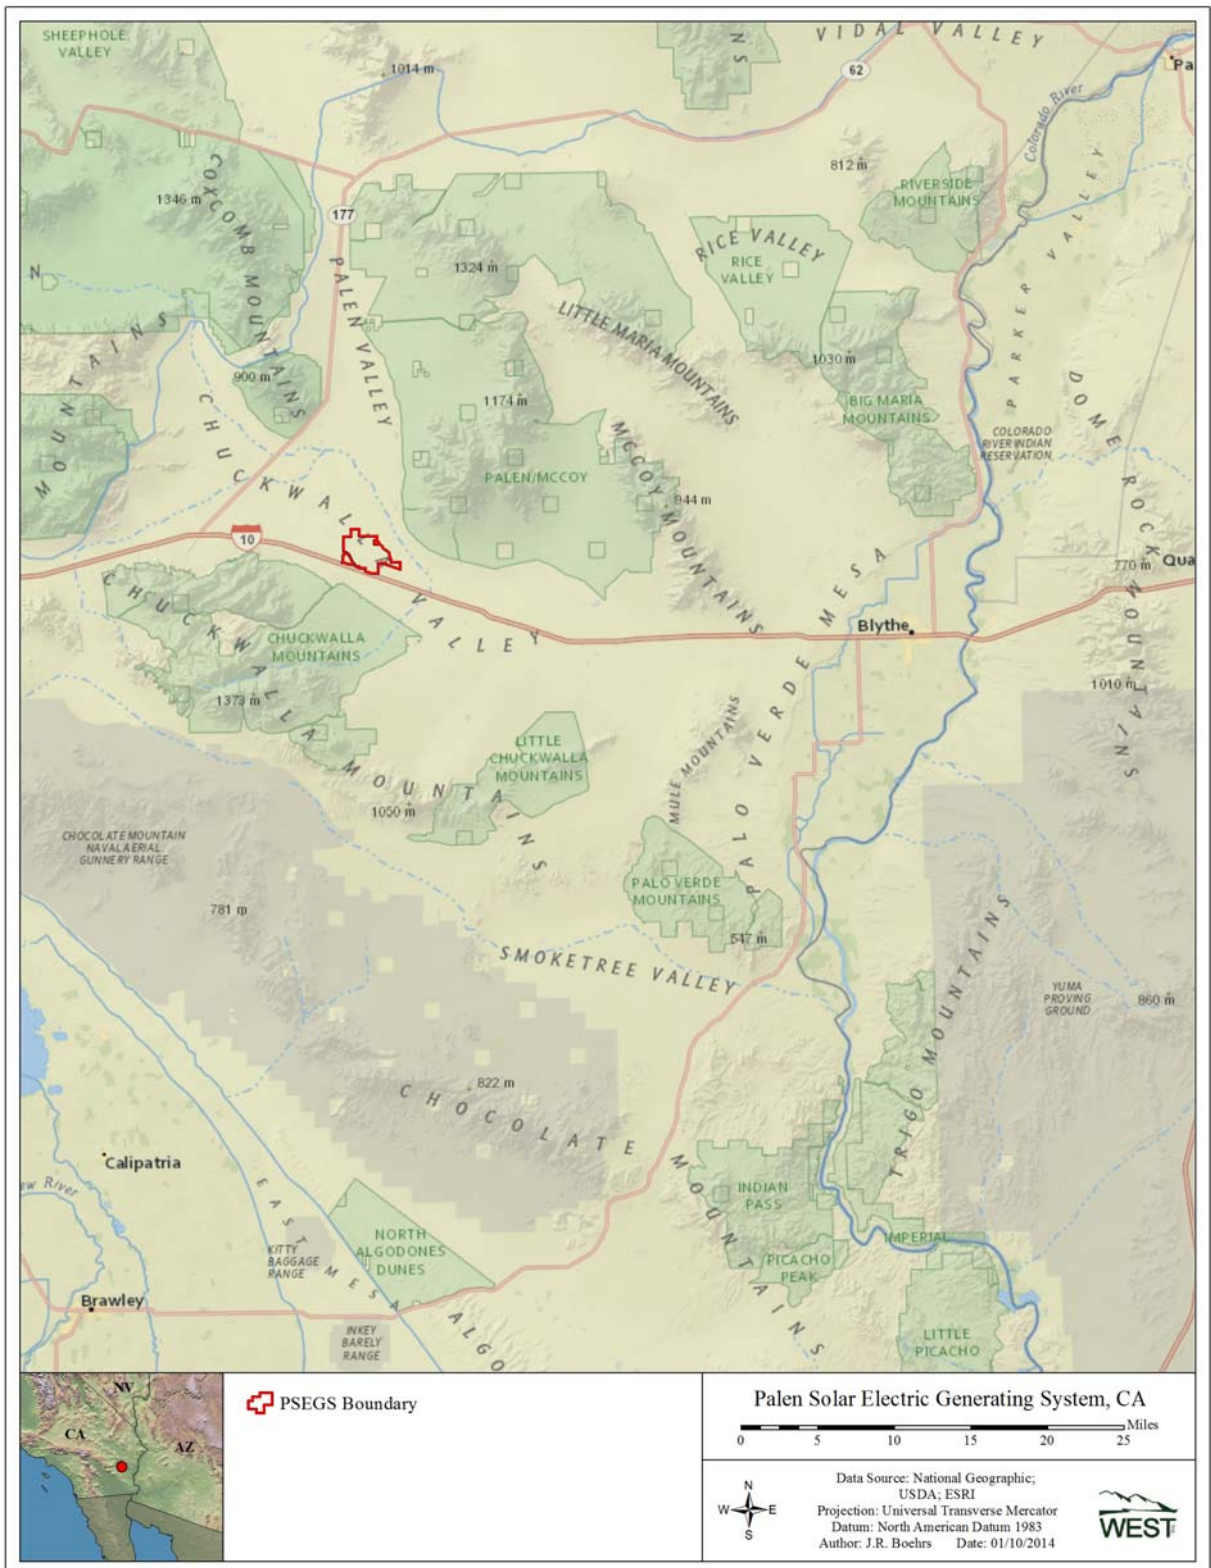 SHEEPHOLE
VALLEY
1014 m
NS
VIDAL VALLEY
62
Pa
Colorado River
812 m
RIVERSIDE
MOUNTAINS
COXCOMB MOUNTAINS
1346 m
177
PARKER VALLEY
RICE VALLEY
RICE
VALLEY
N
1324 m
PALEN VALLEY
LITTLE MARIA MOUNTAINS
MOUNTAINS
1030 m
900 m
1174 m
BIG MARIA
MOUNTAINS
DOME ROCK MOUNTAINS
COLORADO
RIVER INDIAN
RESERVATION
CHUCKWALLA VALLEY
MCCOY MOUNTAINS
PALEN/MCCOY
944 m
10
770 m
Qua
PALO VERDE MESA
Blythe
CHUCKWALLA MOUNTAINS
CHUCKWALLA
MOUNTAINS
1373 m
1010 m
MULE MOUNTAINS
LITTLE
CHUCKWALLA
MOUNTAINS
1050 m
CHOCOLATE MOUNTAIN
NAVAL AERIAL
GUNNERY RANGE
PALO VERDE
MOUNTAINS
781 m
547 m
SMOKETREE VALLEY
TRIGO MOUNTAINS
YUMA
PROVING
GROUND
860 m
822 m
CHOCOLATE MOUNTAINS
Calipatria
ew River
INDIAN
PASS
EAST MESA
NORTH
ALGODONES
DUNES
IMPERIAL
KITTY
BAGGAGE
RANGE
PICACHO
PEAK
Brawley
ALGO
INKEY
BARELY
RANGE
LITTLE
PICACHO
NV
CA
AZ
PSEGS Boundary
Palen Solar Electric Generating System, CA
Miles
0 5 10 15 20 25
N
W E
S
Data Source: National Geographic;
USDA; ESRI
Projection: Universal Transverse Mercator
Datum: North American Datum 1983
Author: J.R. Boehrs Date: 01/10/2014
WEST